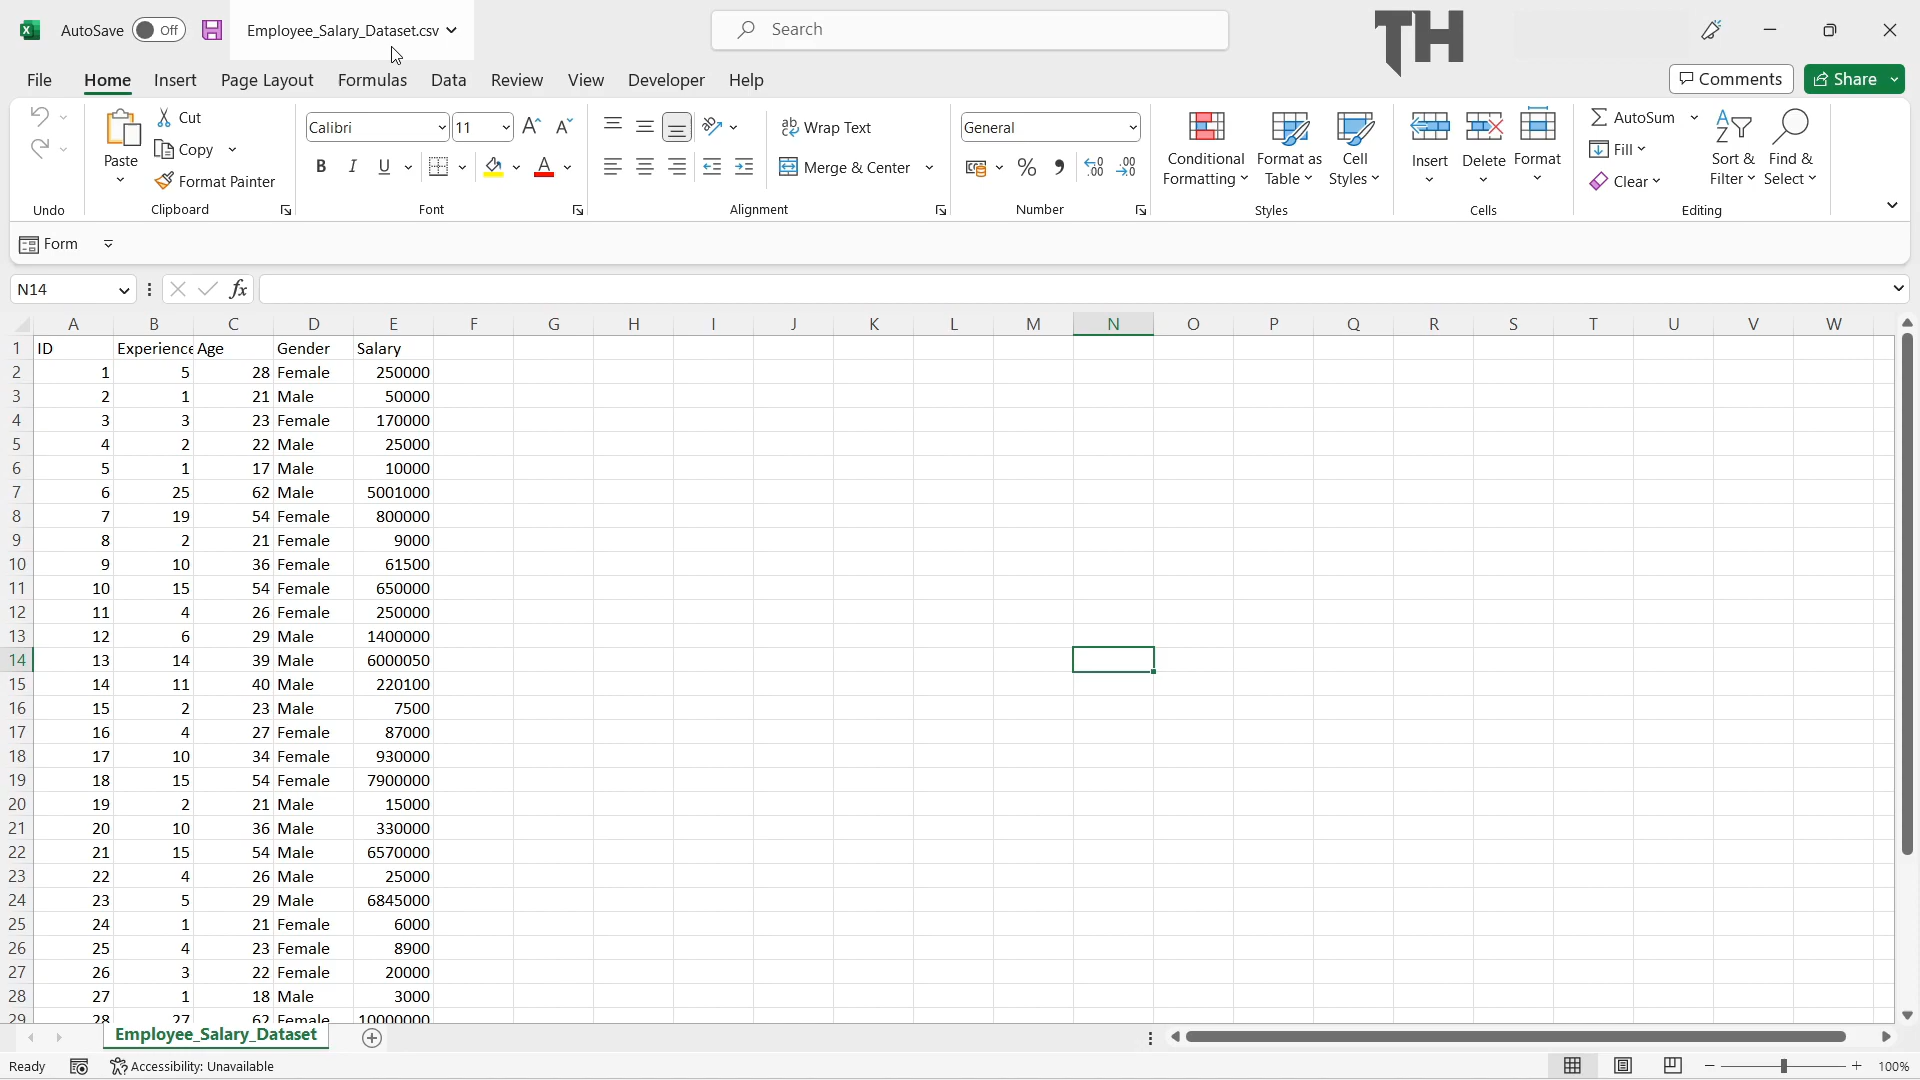 AutoSave Off Employee_Salary_Dataset.csv Search TH
File Home Insert Page Layout Formulas Data Review View Developer Help Comments Share
Cut Calibri 11 Wrap Text General AutoSum
Paste Copy Conditional Formatting Format as Table Cell Styles Insert Delete Format Fill Sort & Filter Find & Select
Format Painter B I U A Merge & Center % Clear
Undo Clipboard Font Alignment Number Styles Cells Editing
Form
N14 fx
A B C D E F G H I J K L M N O P Q R S T U V W
1 ID Experience Age Gender Salary
2 1 5 28 Female 250000
3 2 1 21 Male 50000
4 3 3 23 Female 170000
5 4 2 22 Male 25000
6 5 1 17 Male 10000
7 6 25 62 Male 5001000
8 7 19 54 Female 800000
9 8 2 21 Female 9000
10 9 10 36 Female 61500
11 10 15 54 Female 650000
12 11 4 26 Female 250000
13 12 6 29 Male 1400000
14 13 14 39 Male 6000050
15 14 11 40 Male 220100
16 15 2 23 Male 7500
17 16 4 27 Female 87000
18 17 10 34 Female 930000
19 18 15 54 Female 7900000
20 19 2 21 Male 15000
21 20 10 36 Male 330000
22 21 15 54 Male 6570000
23 22 4 26 Male 25000
24 23 5 29 Male 6845000
25 24 1 21 Female 6000
26 25 4 23 Female 8900
27 26 3 22 Female 20000
28 27 1 18 Male 3000
29 28 27 62 Female 10000000
Employee_Salary_Dataset
Ready Accessibility: Unavailable 100%